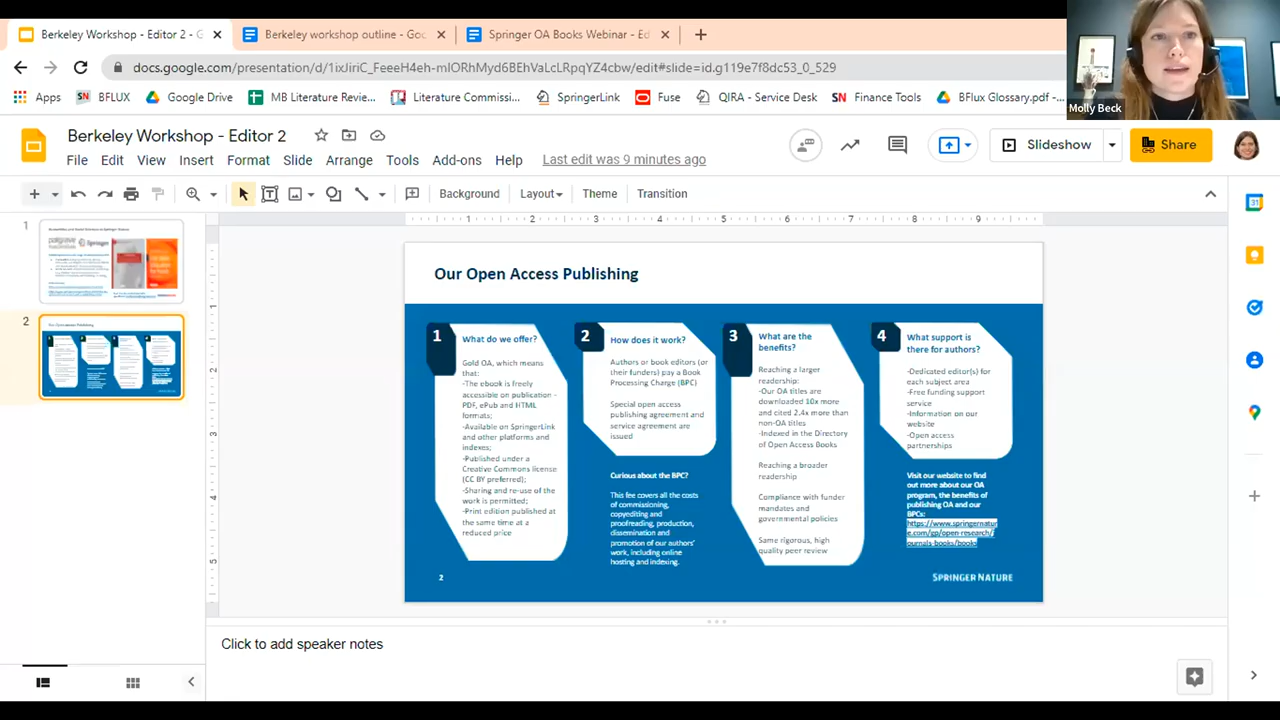 Berkeley Workshop - Editor 2 - G
Berkeley workshop outline - Goo
Springer OA Books Webinar - Ed
Molly Beck
Apps
BFLUX
Google Drive
MB Literature Revie...
Literature Commissi...
SpringerLink
Fuse
QIRA - Service Desk
SN Finance Tools
BFlux Glossary.pdf -...
Berkeley Workshop - Editor 2
Slideshow
Share
File Edit View Insert Format Slide Arrange Tools Add-ons Help
Last edit was 9 minutes ago
Background Layout Theme Transition
1
2
Our Open Access Publishing
1
What do we offer?
Gold OA, which means
that:
-The ebook is freely
accessible on publication -
PDF, ePub and HTML
formats;
-Available on SpringerLink
and other platforms and
indexes;
-Published under a
Creative Commons license
(CC BY preferred);
-Sharing and re-use of the
work is permitted;
-Print edition published at
the same time at a
reduced price
2
How does it work?
Authors or book editors (or
their funders) pay a Book
Processing Charge (BPC)
Special open access
publishing agreement and
service agreement are
issued
Curious about the BPC?
This fee covers all the costs
of commissioning,
copyediting and
proofreading, production,
dissemination and
promotion of our authors'
work, including online
hosting and indexing.
3
What are the
benefits?
Reaching a larger
readership:
-Our OA titles are
downloaded 10x more
and cited 2.4x more than
non-OA titles
-Indexed in the Directory
of Open Access Books
Reaching a broader
readership
Compliance with funder
mandates and
governmental policies
Same rigorous, high
quality peer review
4
What support is
there for authors?
-Dedicated editor(s) for
each subject area
-Free funding support
service
-Information on our
website
-Open access
partnerships
Visit our website to find
out more about our OA
program, the benefits of
publishing OA and our
BPCs:
https://www.springernatur
e.com/gp/open-research/
journals-books/books
2
SPRINGER NATURE
Click to add speaker notes